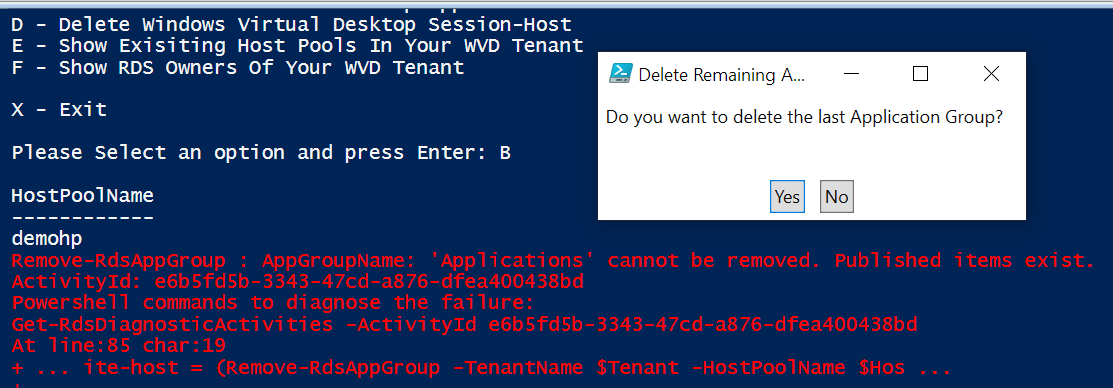 D - Delete Windows Virtual Desktop Session-Host
E - Show Exisiting Host Pools In Your WVD Tenant
F - Show RDS Owners Of Your WVD Tenant
X - Exit
Please Select an option and press Enter: B
HostPoolName
------------
demohp
Remove-RdsAppGroup : AppGroupName: 'Applications' cannot be removed. Published items exist.
ActivityId: e6b5fd5b-3343-47cd-a876-dfea400438bd
Powershell commands to diagnose the failure:
Get-RdsDiagnosticActivities -ActivityId e6b5fd5b-3343-47cd-a876-dfea400438bd
At line:85 char:19
+ ... ite-host = (Remove-RdsAppGroup -TenantName $Tenant -HostPoolName $Hos ...
Delete Remaining A...
Do you want to delete the last Application Group?
Yes No